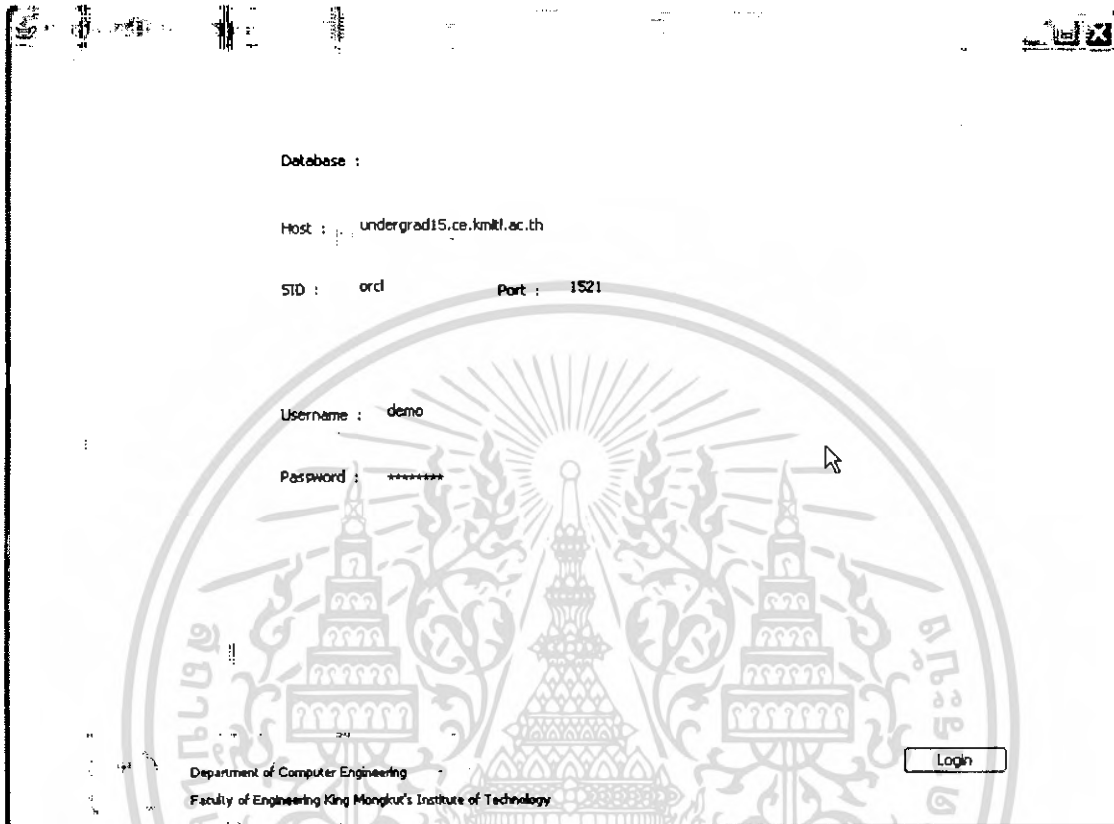 Database :
Host : undergrad15.ce.kmitl.ac.th
SID : orcl Port : 1521
Username : demo
Password : ********
Login
Department of Computer Engineering
Faculty of Engineering King Mongkut's Institute of Technology